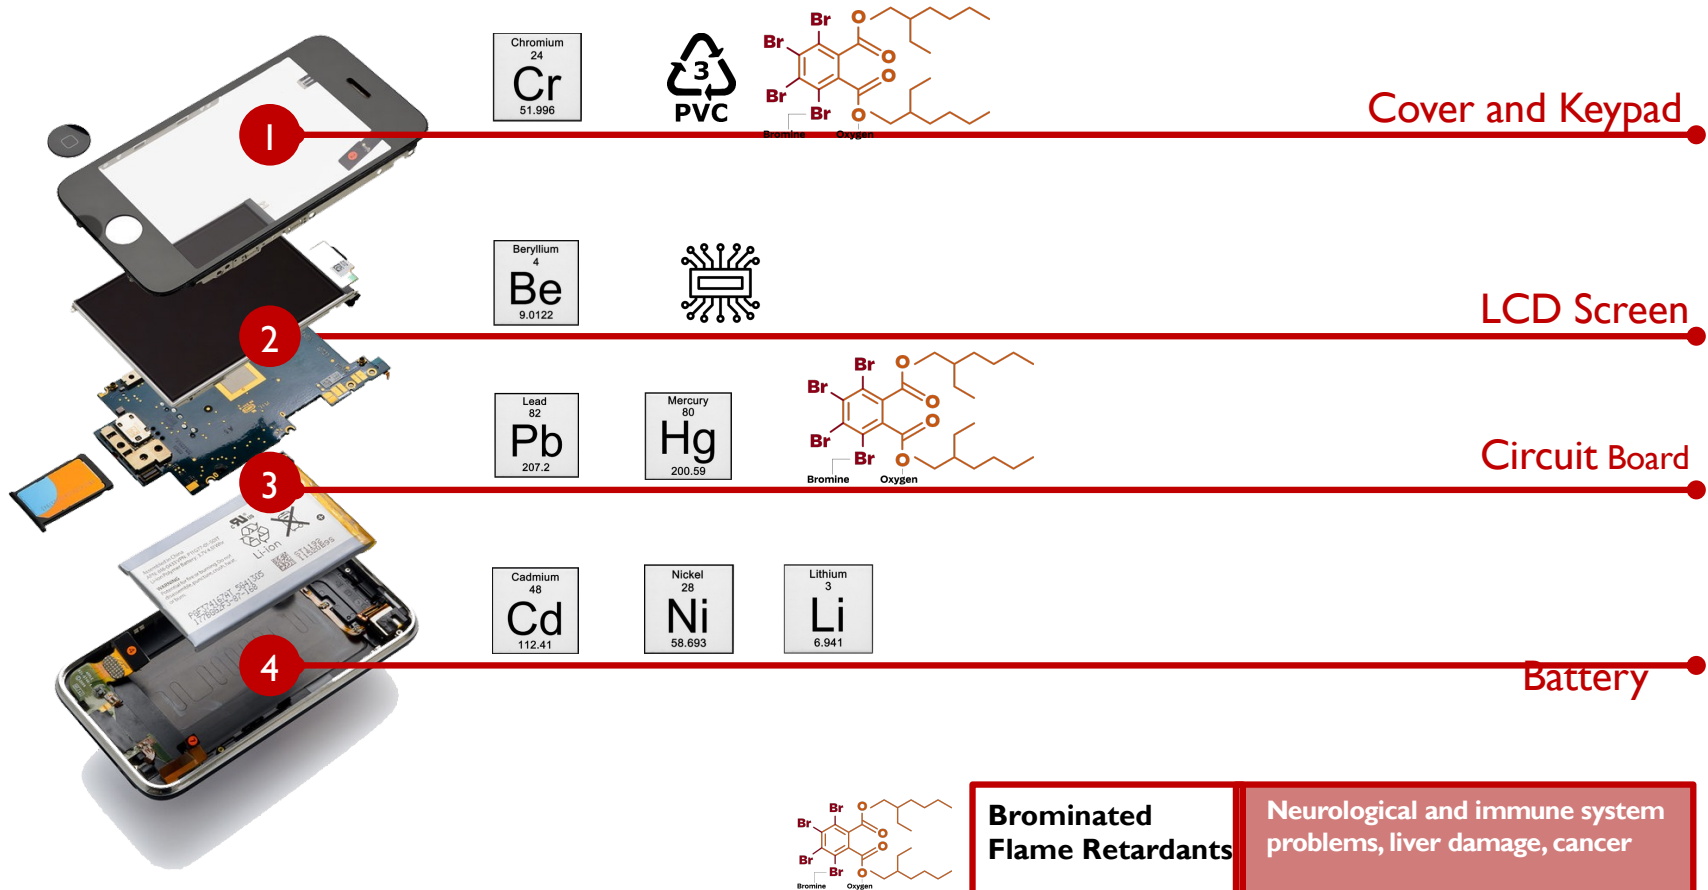 Chromium
24
Cr
51.996
3
PVC
Br
O
Br
O
Br
O
Br
O
Bromine
Oxygen
1
Cover and Keypad
Beryllium
4
Be
9.0122
2
LCD Screen
Lead
82
Pb
207.2
Mercury
80
Hg
200.59
Br
O
Br
O
Br
O
Br
O
Bromine
Oxygen
3
Circuit Board
Li-ion
WARNING
Cadmium
48
Cd
112.41
Nickel
28
Ni
58.693
Lithium
3
Li
6.941
4
Battery
Br
O
Br
O
Br
O
Br
O
Bromine
Oxygen
Brominated
Flame Retardants
Neurological and immune system
problems, liver damage, cancer